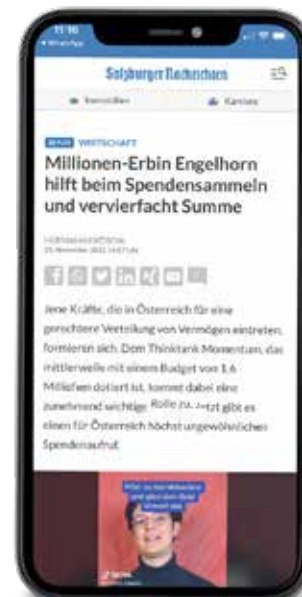 11:16
WhatsApp
Salzburger Nachrichten
Immobilien Karriere
WIRTSCHAFT
Millionen-Erbin Engelhorn
hilft beim Spendensammeln
und vervierfacht Summe
Jene Kräfte, die in Österreich für eine
gerechtere Verteilung von Vermögen eintreten,
formieren sich. Dem Thinktank Momentum, das
mittlerweile mit einem Budget von 1,6
Millionen dotiert ist, kommt dabei eine
zunehmend wichtige Rolle zu. Jetzt gibt es
einen für Österreich höchst ungewöhnlichen
Spendenaufruf.